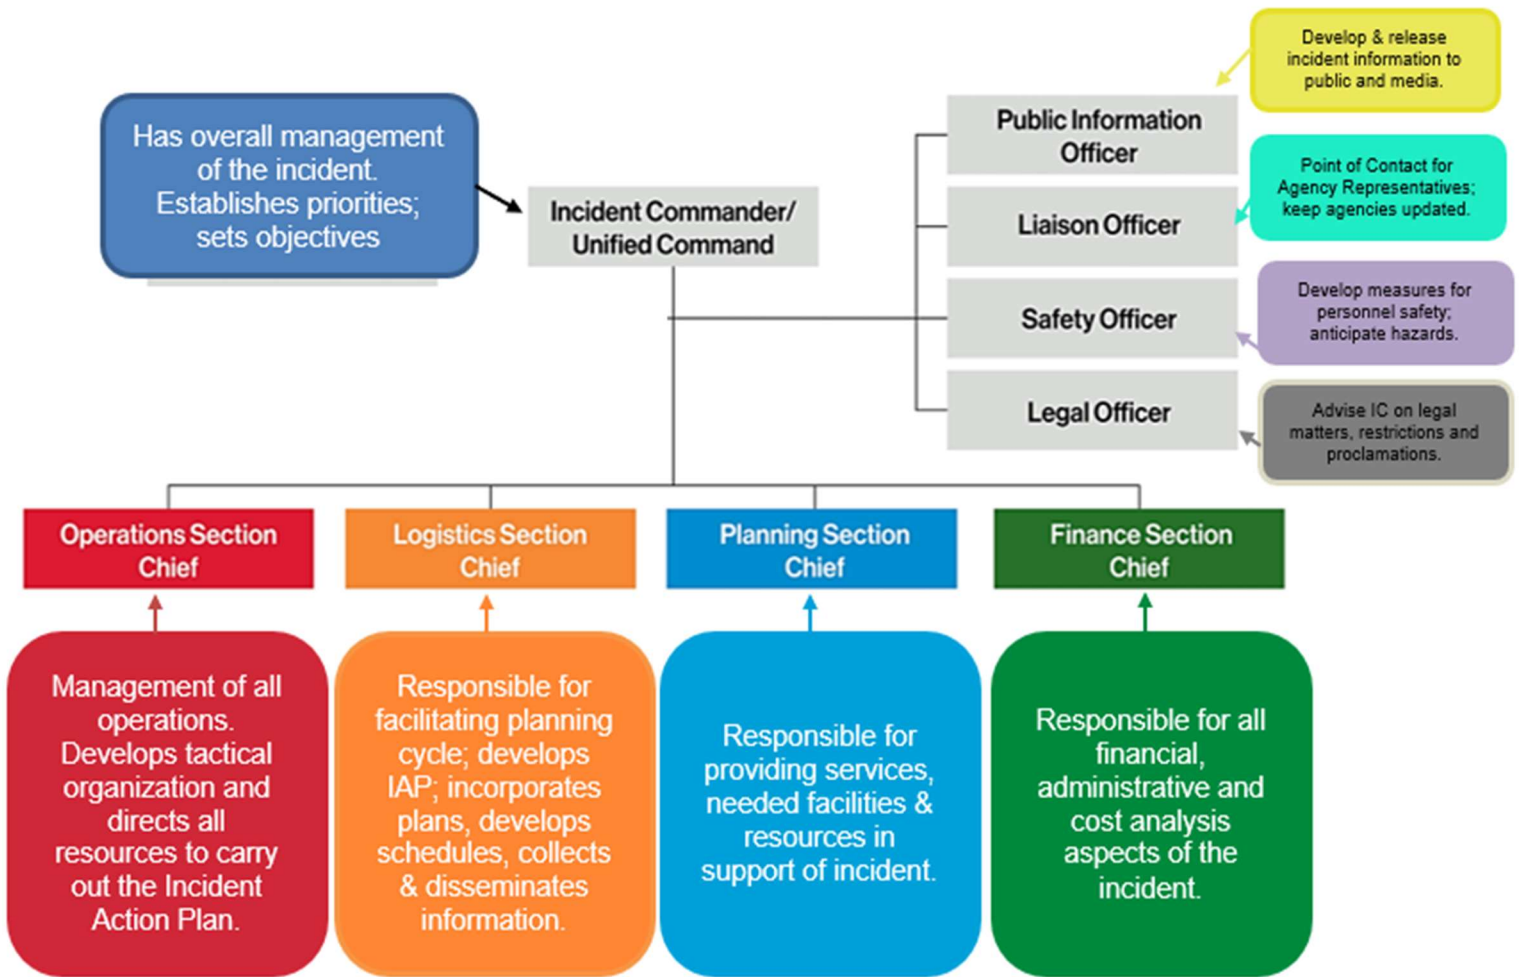 Develop & release
incident information to
public and media.
Has overall management
of the incident.
Establishes priorities;
sets objectives
Public Information
Officer
Point of Contact for
Agency Representatives;
keep agencies updated.
Incident Commander/
Unified Command
Liaison Officer
Develop measures for
personnel safety;
anticipate hazards.
Safety Officer
Advise IC on legal
matters, restrictions and
proclamations.
Legal Officer
Operations Section
Chief
Logistics Section
Chief
Planning Section
Chief
Finance Section
Chief
Management of all
operations.
Develops tactical
organization and
directs all
resources to carry
out the Incident
Action Plan.
Responsible for
facilitating planning
cycle; develops
IAP; incorporates
plans, develops
schedules, collects
& disseminates
information.
Responsible for
providing services,
needed facilities &
resources in
support of incident.
Responsible for all
financial,
administrative and
cost analysis
aspects of the
incident.